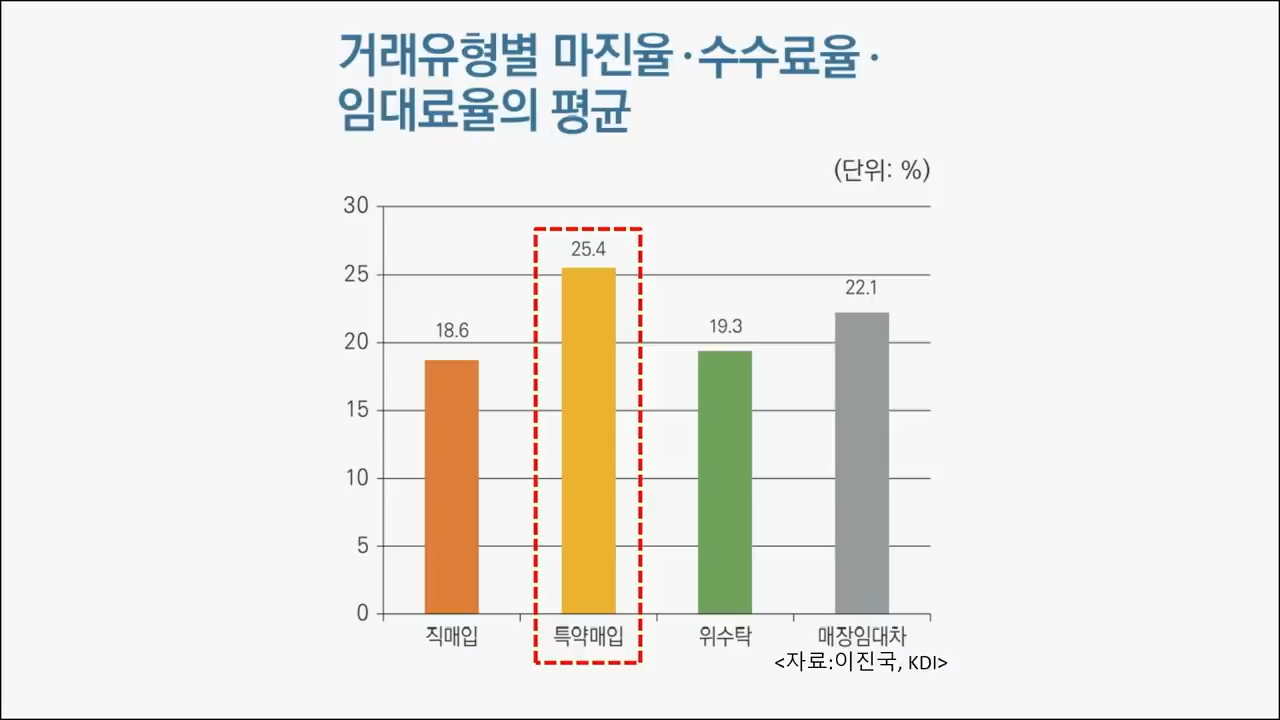 거래유형별 마진율·수수료율·
임대료율의 평균
(단위: %)
30
25
20
15
10
5
0
18.6
25.4
19.3
22.1
직매입
특약매입
위수탁
매장임대차
<자료:이진국, KDI>